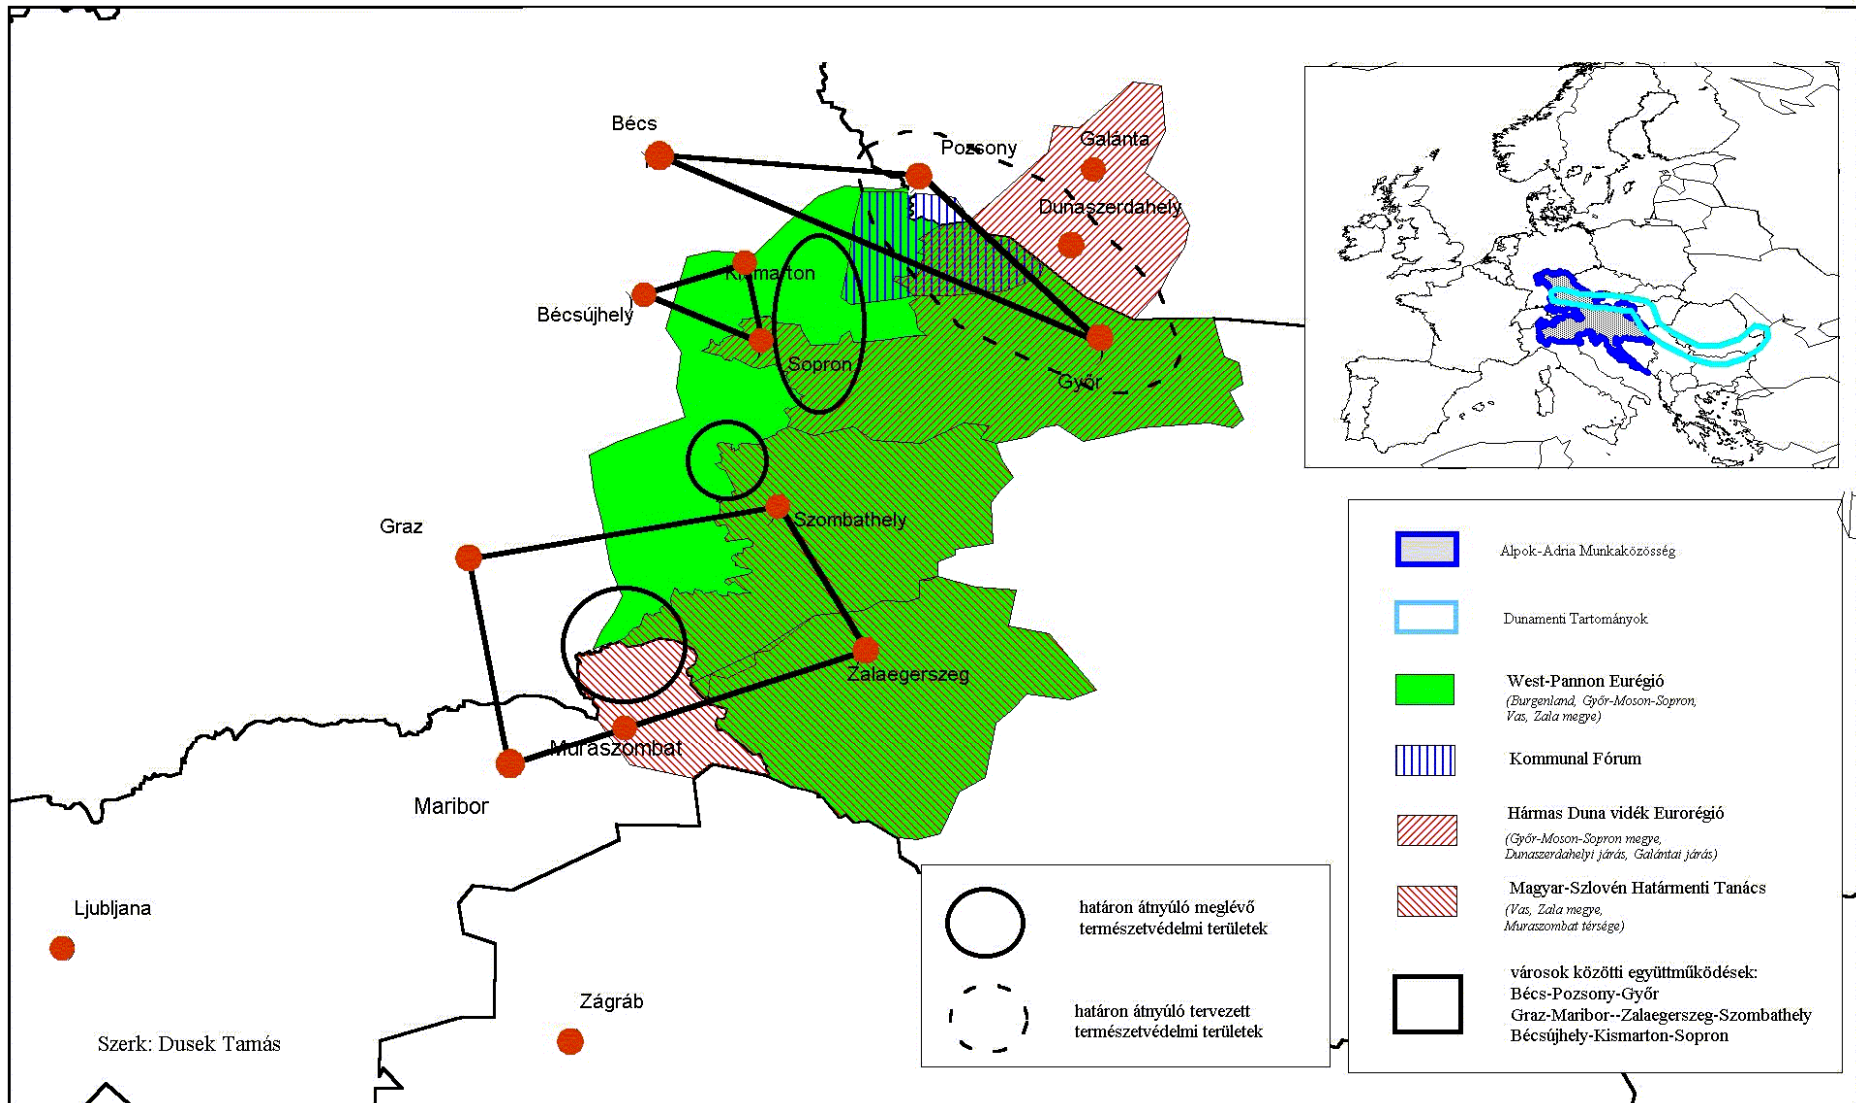 Bécs
Pozsony
Galánta
Dunaszerdahely
Kismarton
Bécsújhely
Sopron
Győr
Graz
Szombathely
Zalaegerszeg
Muraszombat
Maribor
Ljubljana
Zágráb
Szerk: Dusek Tamás
határon átnyúló meglévő
természetvédelmi területek
határon átnyúló tervezett
természetvédelmi területek
Alpok-Adria Munkaközösség
Dunamenti Tartományok
West-Pannon Eurégió
(Burgenland, Győr-Moson-Sopron,
Vas, Zala megye)
Kommunal Fórum
Hármas Duna vidék Eurorégió
(Győr-Moson-Sopron megye,
Dunaszerdahelyi járás, Galántai járás)
Magyar-Szlovén Határmenti Tanács
(Vas, Zala megye,
Muraszombat térsége)
városok közötti együttműködések:
Bécs-Pozsony-Győr
Graz-Maribor--Zalaegerszeg-Szombathely
Bécsújhely-Kismarton-Sopron